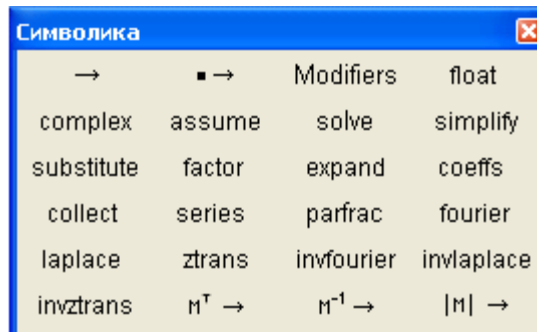 Символика
→ ▪ → Modifiers float
complex assume solve simplify
substitute factor expand coeffs
collect series parfrac fourier
laplace ztrans invfourier invlaplace
invztrans Mᵀ → M⁻¹ → |M| →